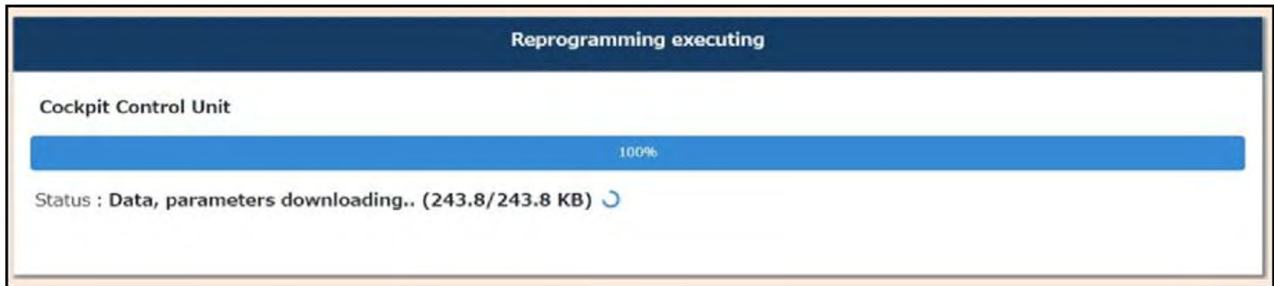 Reprogramming executing
Cockpit Control Unit
100%
Status : Data, parameters downloading.. (243.8/243.8 KB)